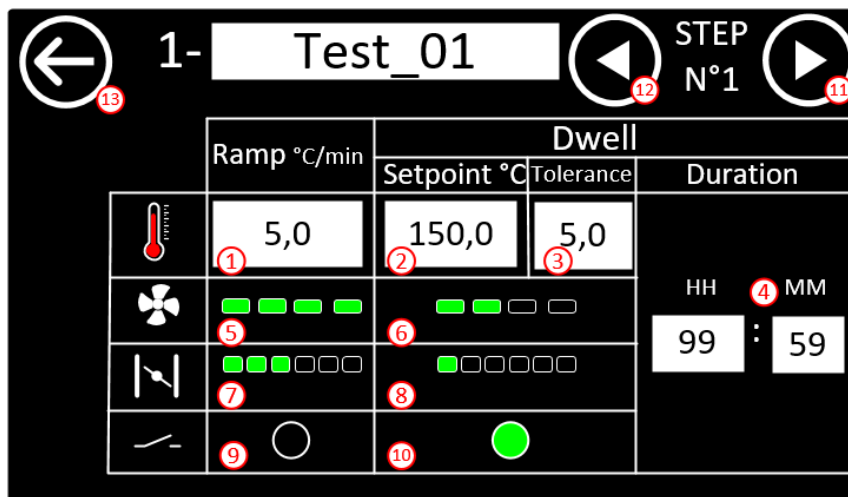 1- Test_01 STEP N°1
13 12 11
Ramp °C/min Dwell
Setpoint °C Tolerance Duration
5,0 150,0 5,0
1 2 3
HH 4 MM
5 6
99 : 59
7 8
9 10